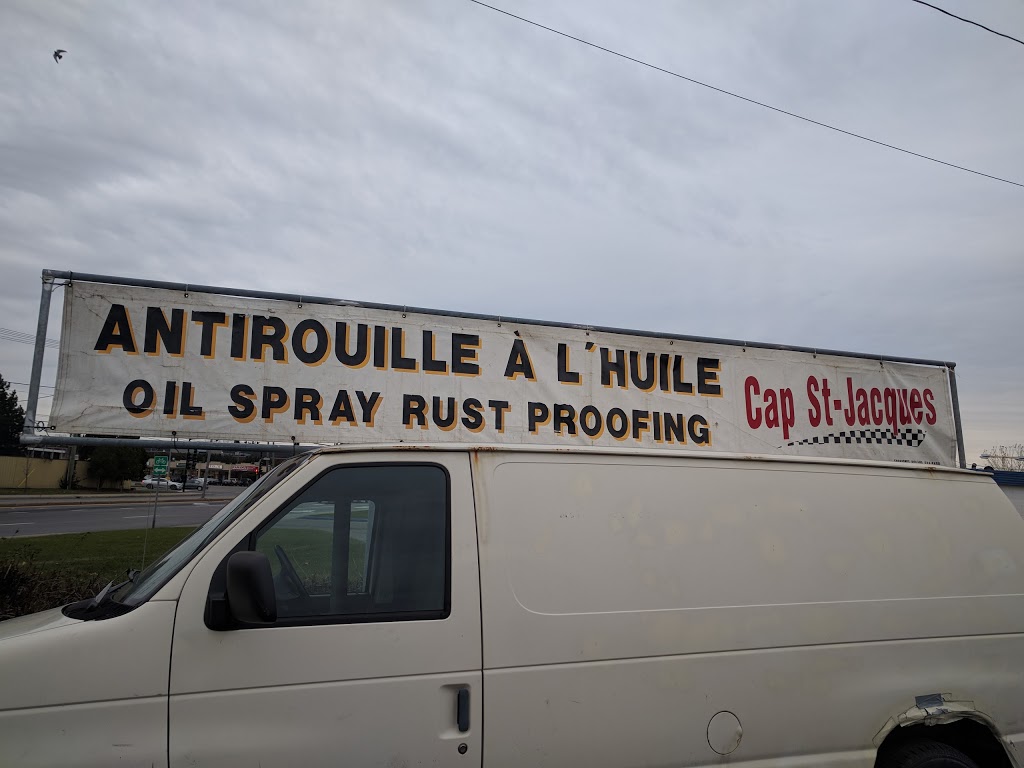 ANTIROUILLE À L'HUILE
OIL SPRAY RUST PROOFING
Cap St-Jacques